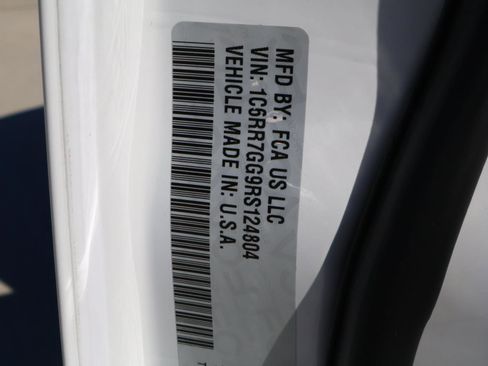 MFD BY: FCA US LLC
VIN: 1C6RR7GG9RS124804
VEHICLE MADE IN: U.S.A.